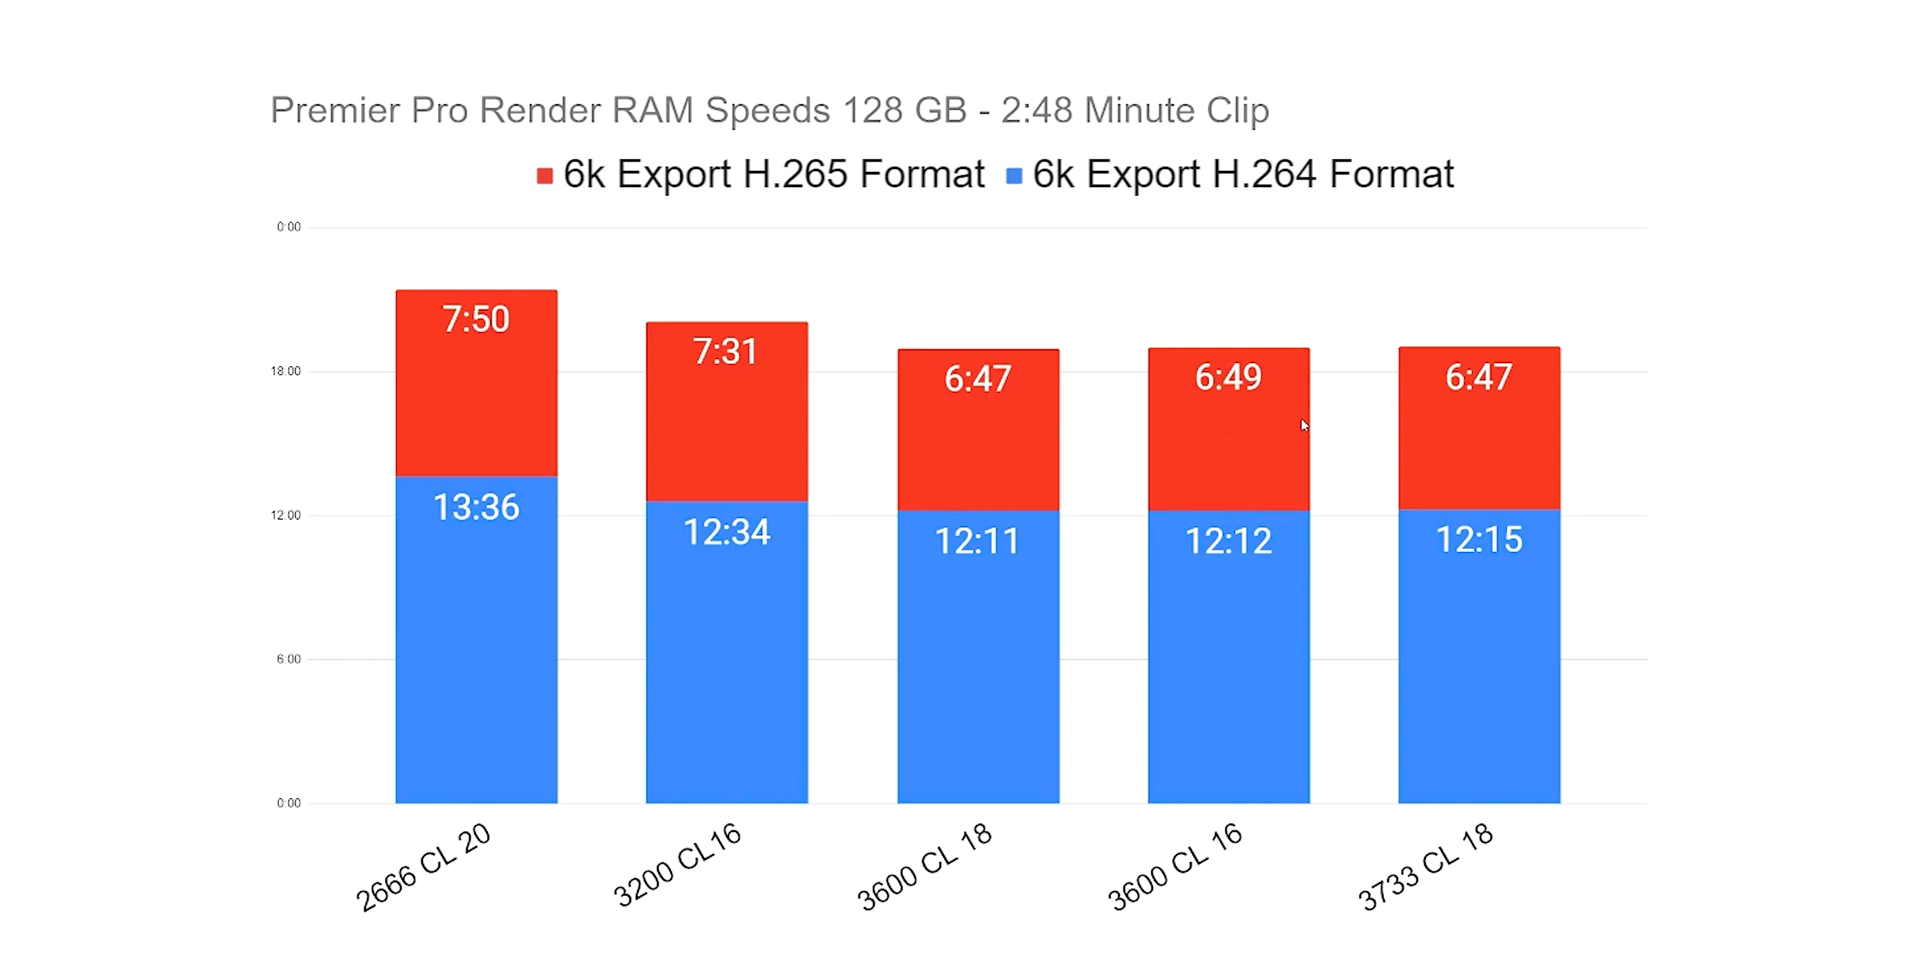 Premier Pro Render RAM Speeds 128 GB - 2:48 Minute Clip
6k Export H.265 Format 6k Export H.264 Format
0:00
7:50 7:31 6:47 6:49 6:47
18:00
13:36 12:34 12:11 12:12 12:15
12:00
6:00
0:00
2666 CL 20 3200 CL16 3600 CL 18 3600 CL 16 3733 CL 18